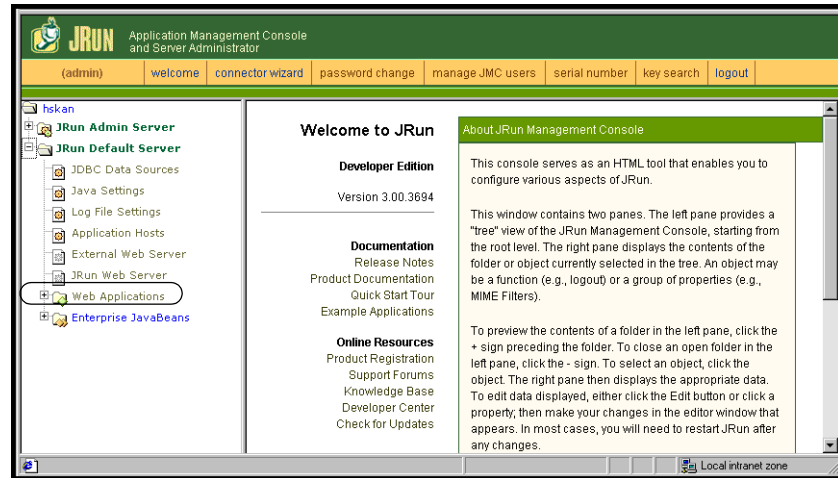 JRUN
Application Management Console
and Server Administrator
(admin) welcome connector wizard password change manage JMC users serial number key search logout
hskan
JRun Admin Server
JRun Default Server
JDBC Data Sources
Java Settings
Log File Settings
Application Hosts
External Web Server
JRun Web Server
Web Applications
Enterprise JavaBeans
Welcome to JRun
Developer Edition
Version 3.00.3694
Documentation
Release Notes
Product Documentation
Quick Start Tour
Example Applications
Online Resources
Product Registration
Support Forums
Knowledge Base
Developer Center
Check for Updates
About JRun Management Console
This console serves as an HTML tool that enables you to
configure various aspects of JRun.
This window contains two panes. The left pane provides a
"tree" view of the JRun Management Console, starting from
the root level. The right pane displays the contents of the
folder or object currently selected in the tree. An object may
be a function (e.g., logout) or a group of properties (e.g.,
MIME Filters).
To preview the contents of a folder in the left pane, click the
+ sign preceding the folder. To close an open folder in the
left pane, click the - sign. To select an object, click the
object. The right pane then displays the appropriate data.
To edit data displayed, either click the Edit button or click a
property; then make your changes in the editor window that
appears. In most cases, you will need to restart JRun after
any changes.
Local intranet zone